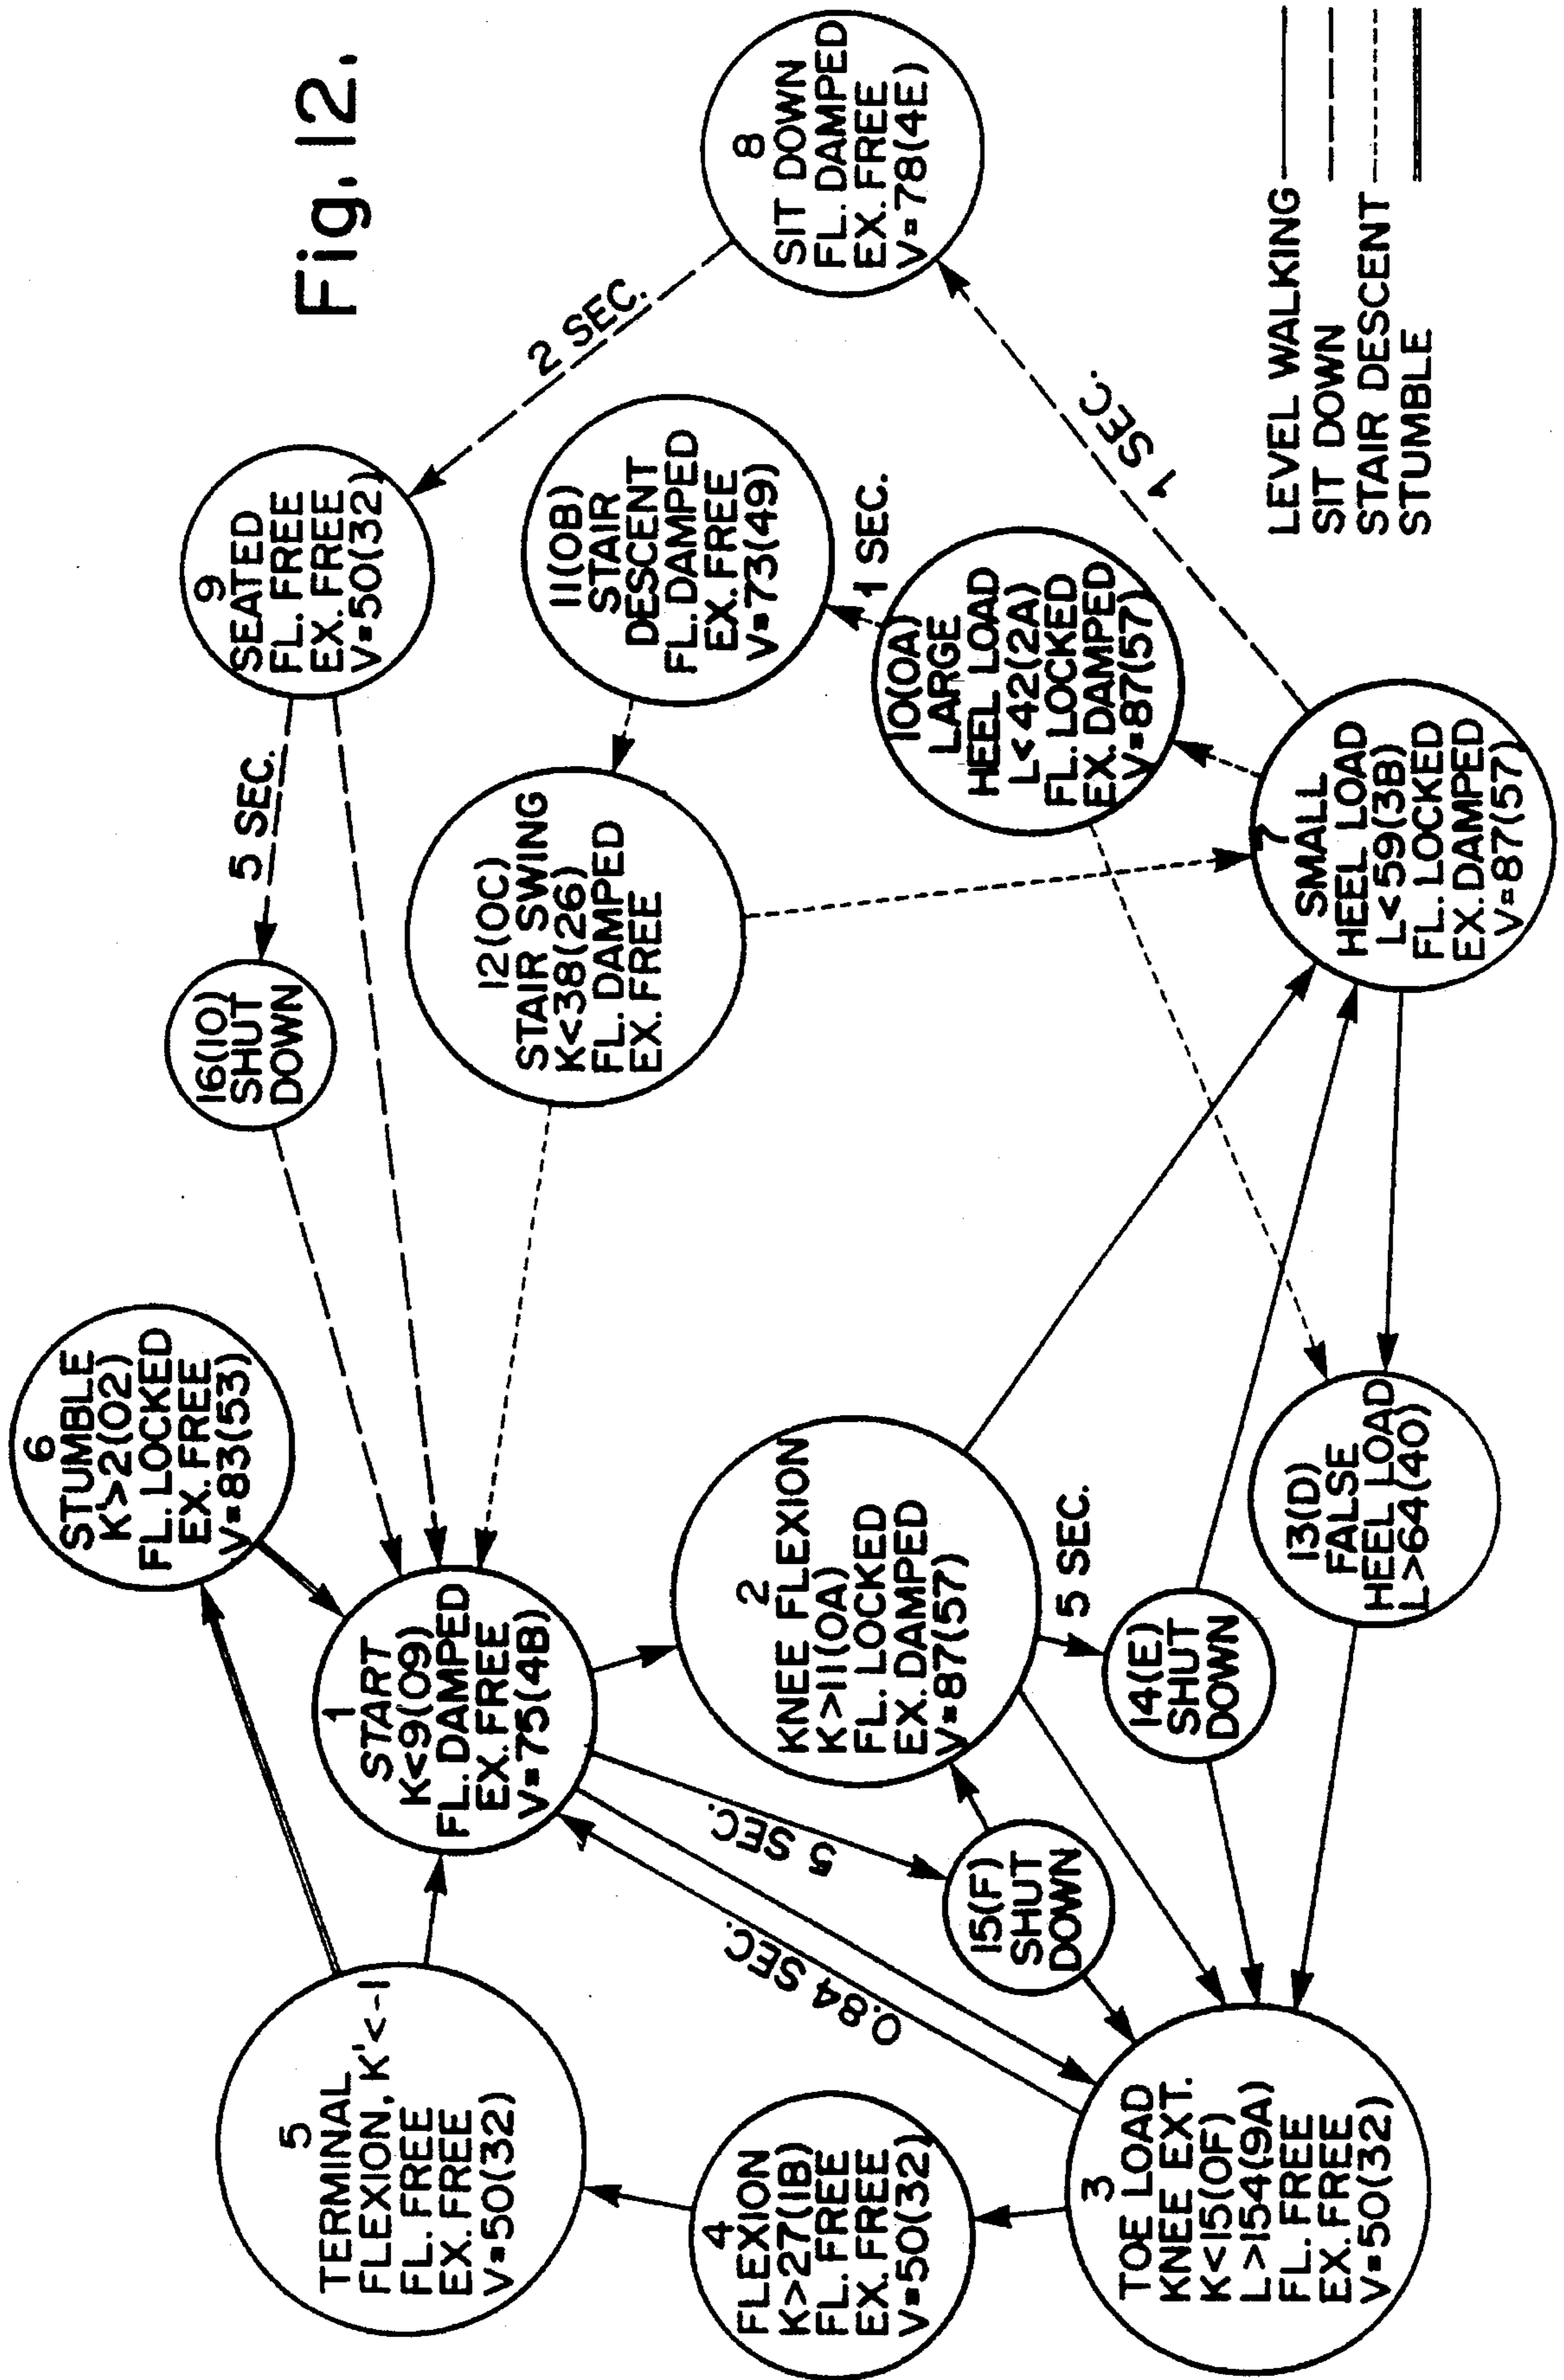 Fig. 12.
1
START
K<9(09)
FL. DAMPED
EX. FREE
V=75(4B)
2
KNEE FLEXION
K>11(0A)
FL. LOCKED
EX. DAMPED
V=87(57)
3
TOE LOAD
KNEE EXT.
K<15(0F)
L>154(9A)
FL. FREE
EX. FREE
V=50(32)
4
FLEXION
K>27(1B)
FL. FREE
EX. FREE
V=50(32)
5
TERMINAL
FLEXION, K'<-1
FL. FREE
EX. FREE
V=50(32)
6
STUMBLE
K'>2(02)
FL. LOCKED
EX. FREE
V=83(53)
7
SMALL
HEEL LOAD
L<59(3B)
FL. LOCKED
EX. DAMPED
V=87(57)
8
SIT DOWN
FL. DAMPED
EX. FREE
V=78(4E)
9
SEATED
FL. FREE
EX. FREE
V=50(32)
10(0A)
LARGE
HEEL LOAD
L<42(2A)
FL. LOCKED
EX. DAMPED
V=87(57)
11(0B)
STAIR
DESCENT
FL. DAMPED
EX. FREE
V=73(49)
12(0C)
STAIR SWING
K<38(26)
FL. DAMPED
EX. FREE
13(D)
FALSE
HEEL LOAD
L>64(40)
14(E)
SHUT
DOWN
15(F)
SHUT
DOWN
16(10)
SHUT
DOWN
5 SEC.
2 SEC.
1 SEC.
1 SEC.
5 SEC.
5 SEC.
0.84 SEC.
LEVEL WALKING
SIT DOWN
STAIR DESCENT
STUMBLE